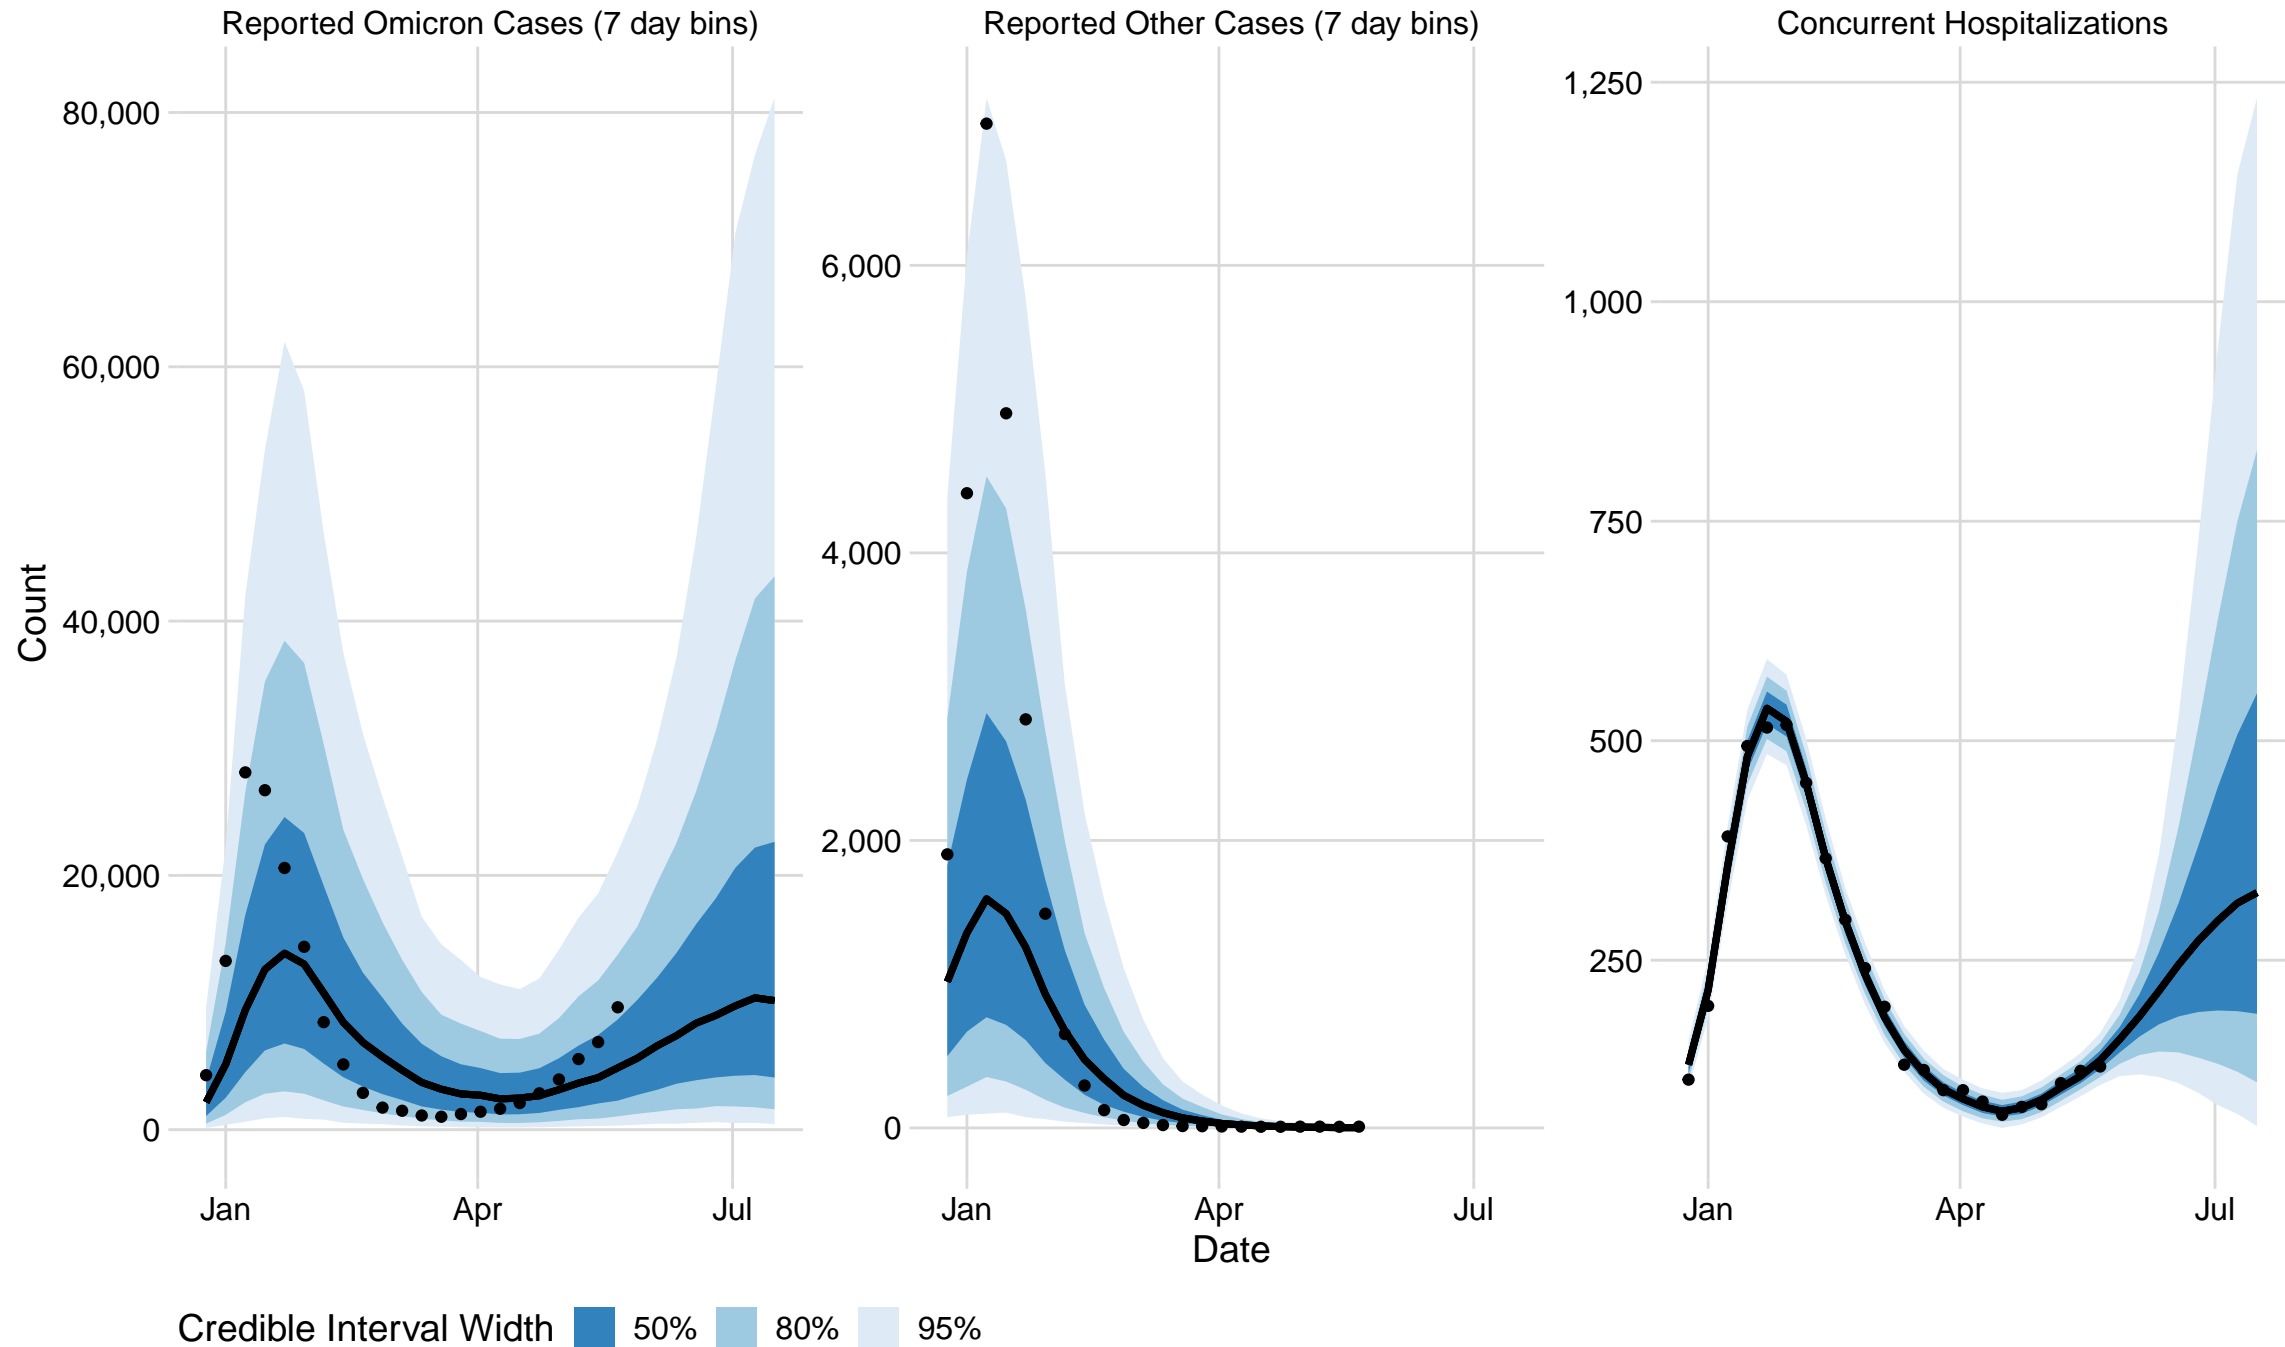 Reported Omicron Cases (7 day bins)
Reported Other Cases (7 day bins)
Concurrent Hospitalizations
Count
80,000
60,000
40,000
20,000
0
6,000
4,000
2,000
0
1,250
1,000
750
500
250
Jan Apr Jul
Jan Apr Jul
Jan Apr Jul
Date
Credible Interval Width 50% 80% 95%